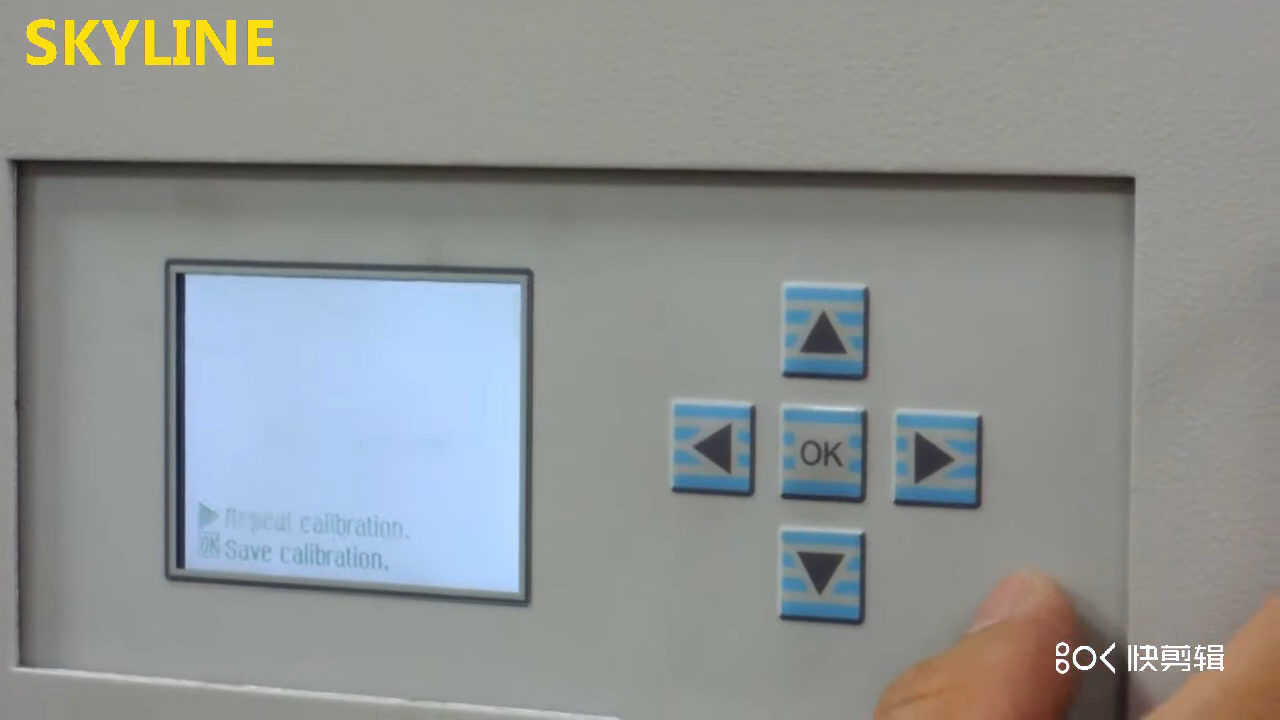 SKYLINE
Repeat calibration.
OK Save calibration.
OK
快剪辑